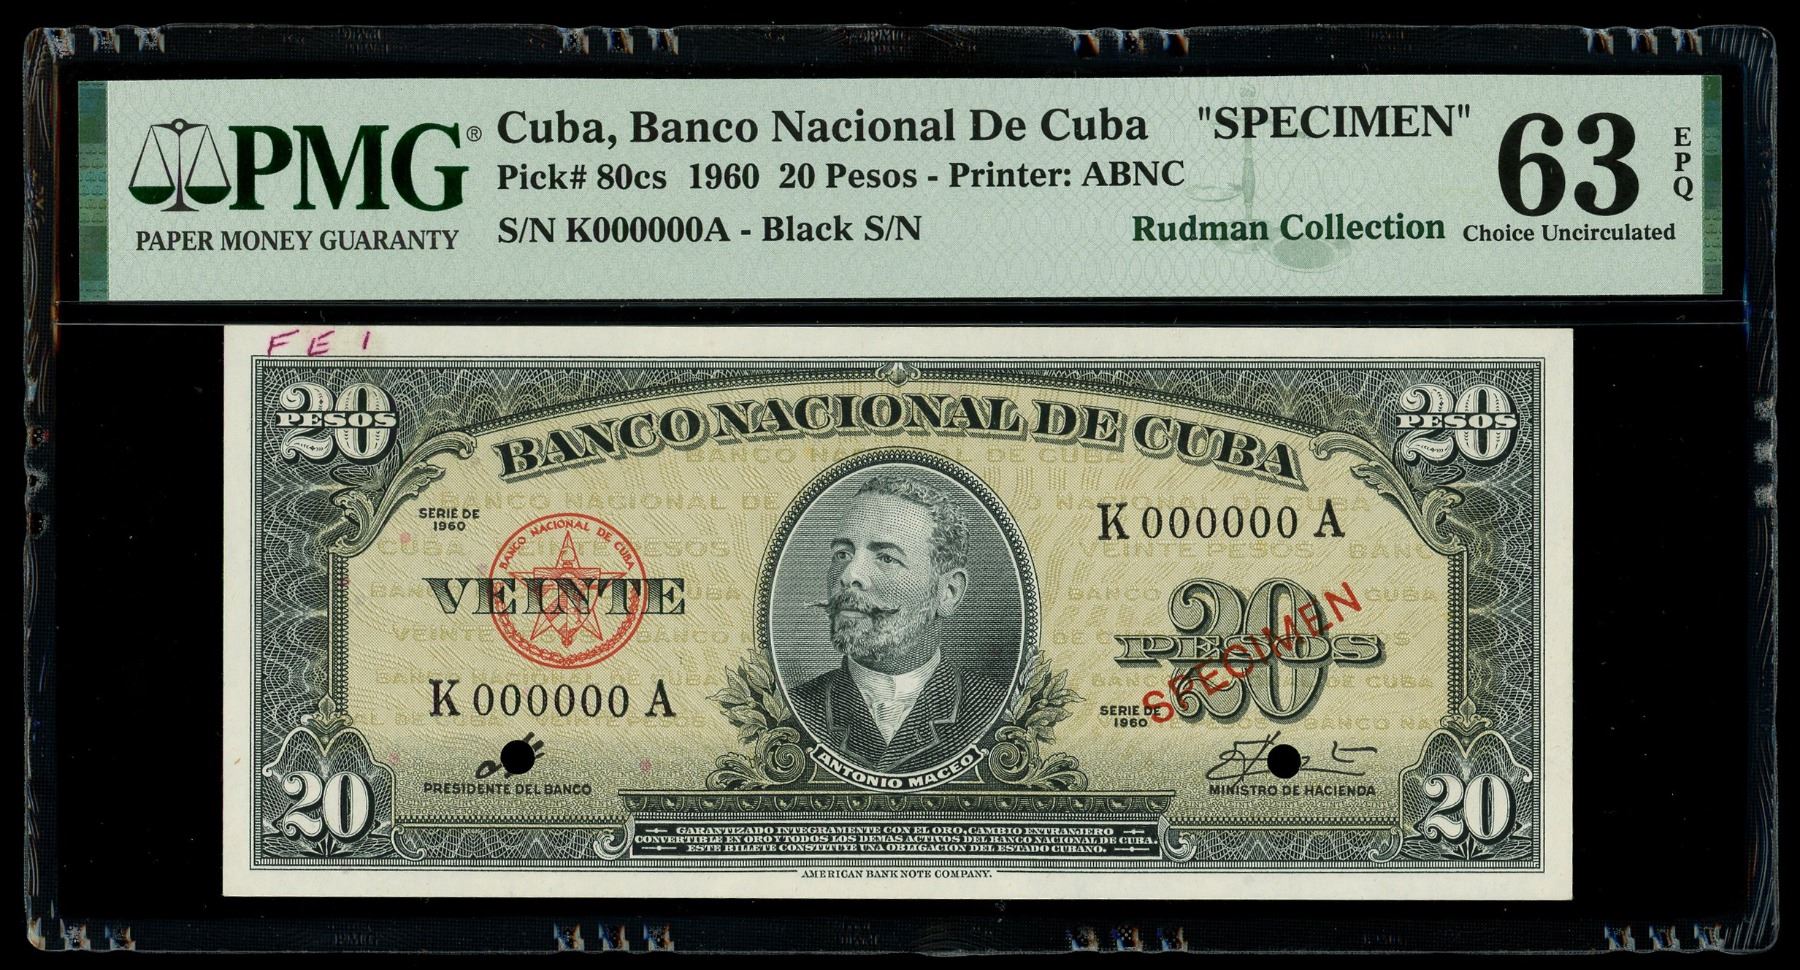 PMG®
PAPER MONEY GUARANTY
Cuba, Banco Nacional De Cuba "SPECIMEN"
Pick# 80cs 1960 20 Pesos - Printer: ABNC
S/N K000000A - Black S/N
Rudman Collection
63
EPQ
Choice Uncirculated
FE 1
20 PESOS
BANCO NACIONAL DE CUBA
20 PESOS
SERIE DE
1960
K 000000 A
BANCO NACIONAL DE CUBA
VEINTE
20
PESOS
SPECIMEN
K 000000 A
SERIE DE
1960
ANTONIO MACEO
PRESIDENTE DEL BANCO
MINISTRO DE HACIENDA
20
20
GARANTIZADO INTEGRAMENTE CON EL ORO, CAMBIO EXTRANJERO
CONVERTIBLE EN ORO Y TODOS LOS DEMAS ACTIVOS DEL BANCO NACIONAL DE CUBA.
ESTE BILLETE CONSTITUYE UNA OBLIGACION DEL ESTADO CUBANO.
AMERICAN BANK NOTE COMPANY.